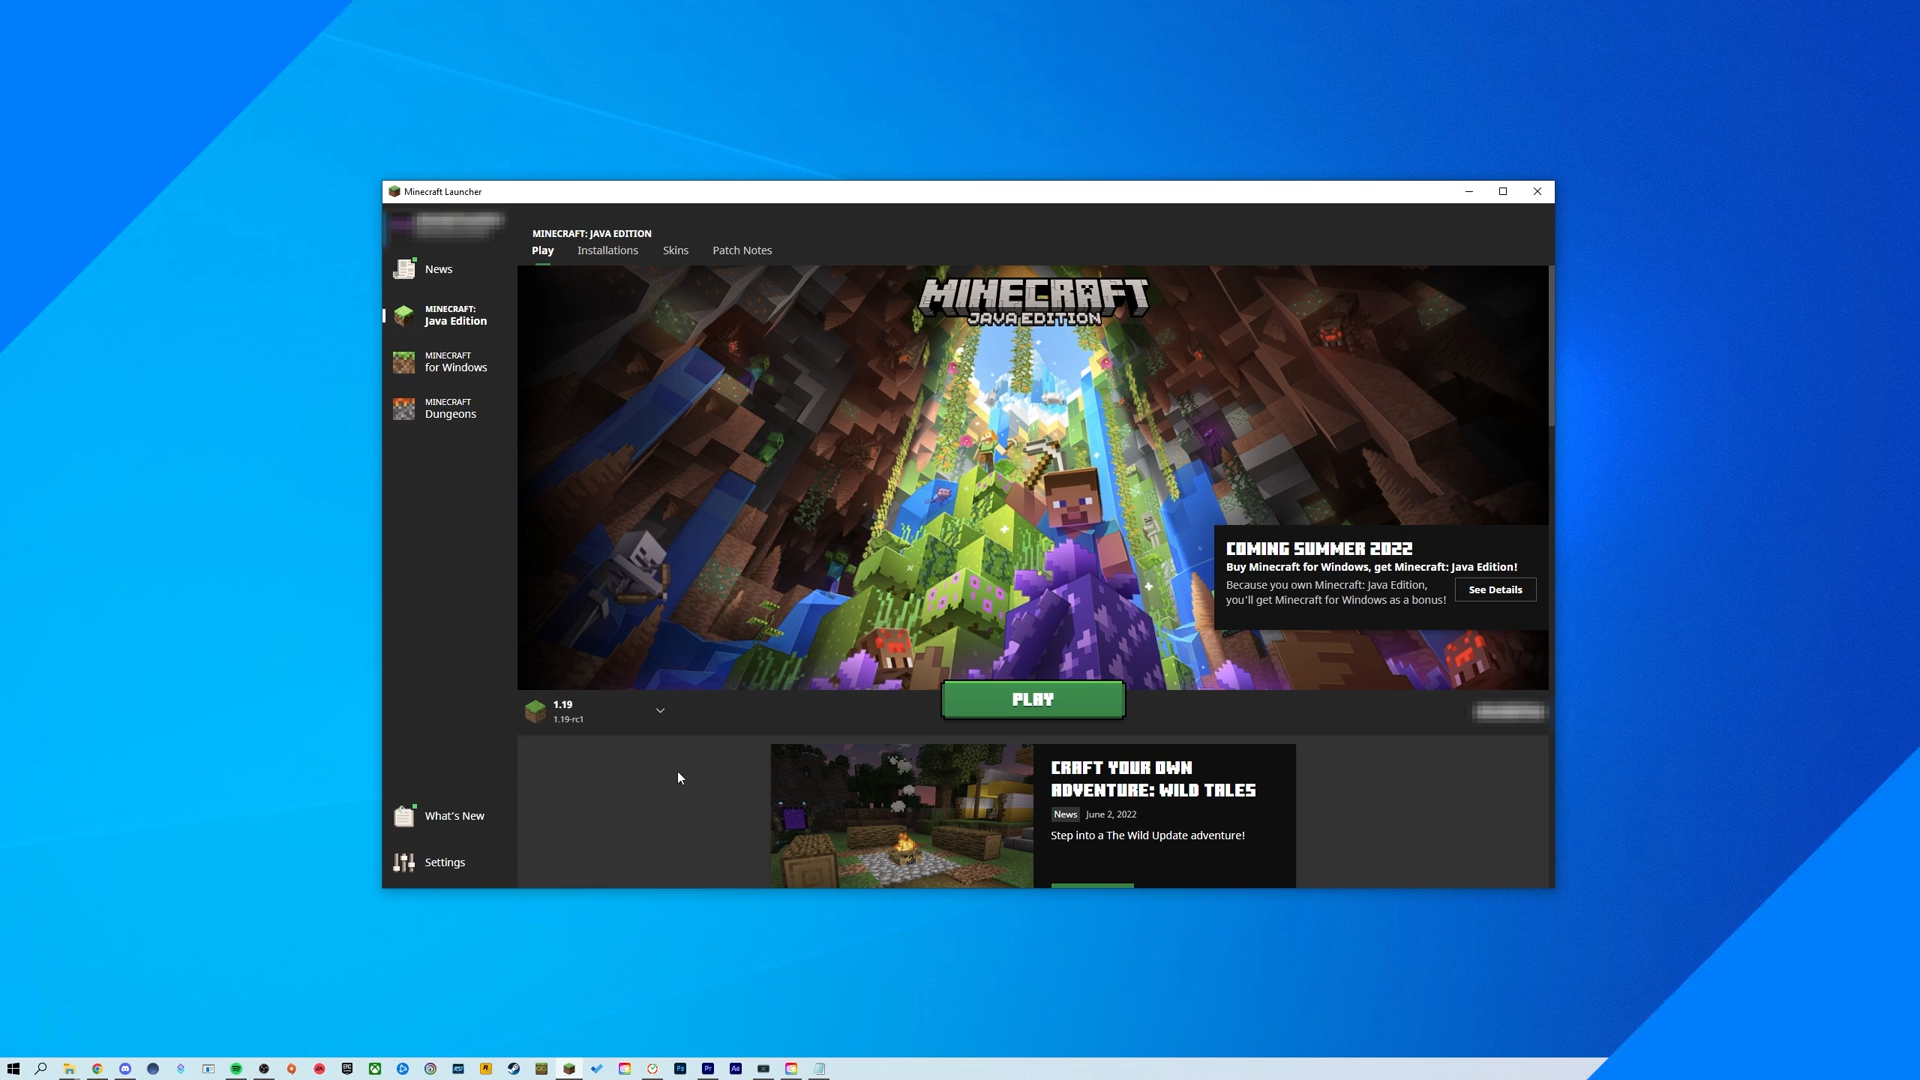 Minecraft Launcher
MINECRAFT: JAVA EDITION
Play Installations Skins Patch Notes
News
MINECRAFT:
Java Edition
MINECRAFT
for Windows
MINECRAFT
Dungeons
MINECRAFT
JAVA EDITION
COMING SUMMER 2022
Buy Minecraft for Windows, get Minecraft: Java Edition!
Because you own Minecraft: Java Edition,
you'll get Minecraft for Windows as a bonus!
See Details
1.19
1.19-rc1
PLAY
CRAFT YOUR OWN
ADVENTURE: WILD TALES
News June 2, 2022
Step into a The Wild Update adventure!
What's New
Settings